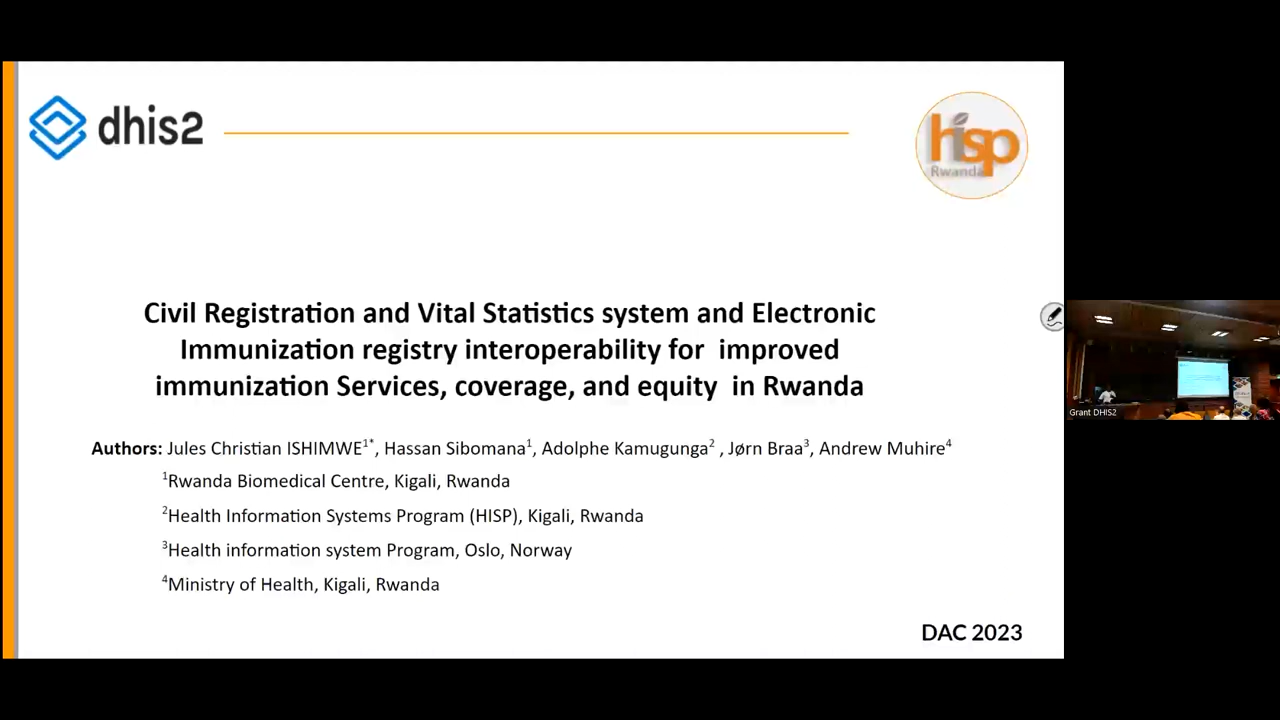 dhis2
hisp
Rwanda
Civil Registration and Vital Statistics system and Electronic
Immunization registry interoperability for  improved
immunization Services, coverage, and equity  in Rwanda
Authors: Jules Christian ISHIMWE1*, Hassan Sibomana1, Adolphe Kamugunga2 , Jørn Braa3, Andrew Muhire4
1Rwanda Biomedical Centre, Kigali, Rwanda
2Health Information Systems Program (HISP), Kigali, Rwanda
3Health information system Program, Oslo, Norway
4Ministry of Health, Kigali, Rwanda
DAC 2023
Grant DHIS2